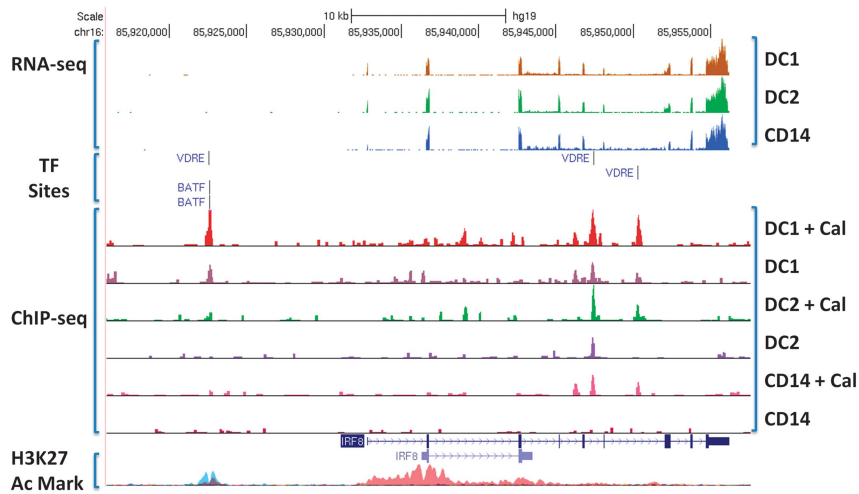 Scale 10 kb hg19
chr16: 85,920,000 85,925,000 85,930,000 85,935,000 85,940,000 85,945,000 85,950,000 85,955,000
RNA-seq
DC1
DC2
CD14
TF Sites
VDRE VDRE
VDRE
BATF
BATF
ChIP-seq
DC1 + Cal
DC1
DC2 + Cal
DC2
CD14 + Cal
CD14
IRF8
IRF8
H3K27
Ac Mark